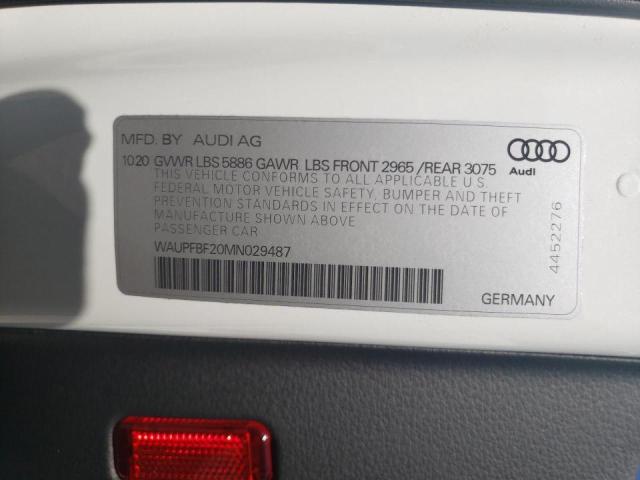 MFD. BY AUDI AG
10 20 GVWR LBS 5886 GAWR LBS FRONT 2965 /REAR 3075
THIS VEHICLE CONFORMS TO ALL APPLICABLE U.S.
FEDERAL MOTOR VEHICLE SAFETY, BUMPER AND THEFT
PREVENTION STANDARDS IN EFFECT ON THE DATE OF
MANUFACTURE SHOWN ABOVE
PASSENGER CAR
WAUPFBF20MN029487
Audi
4452276
GERMANY